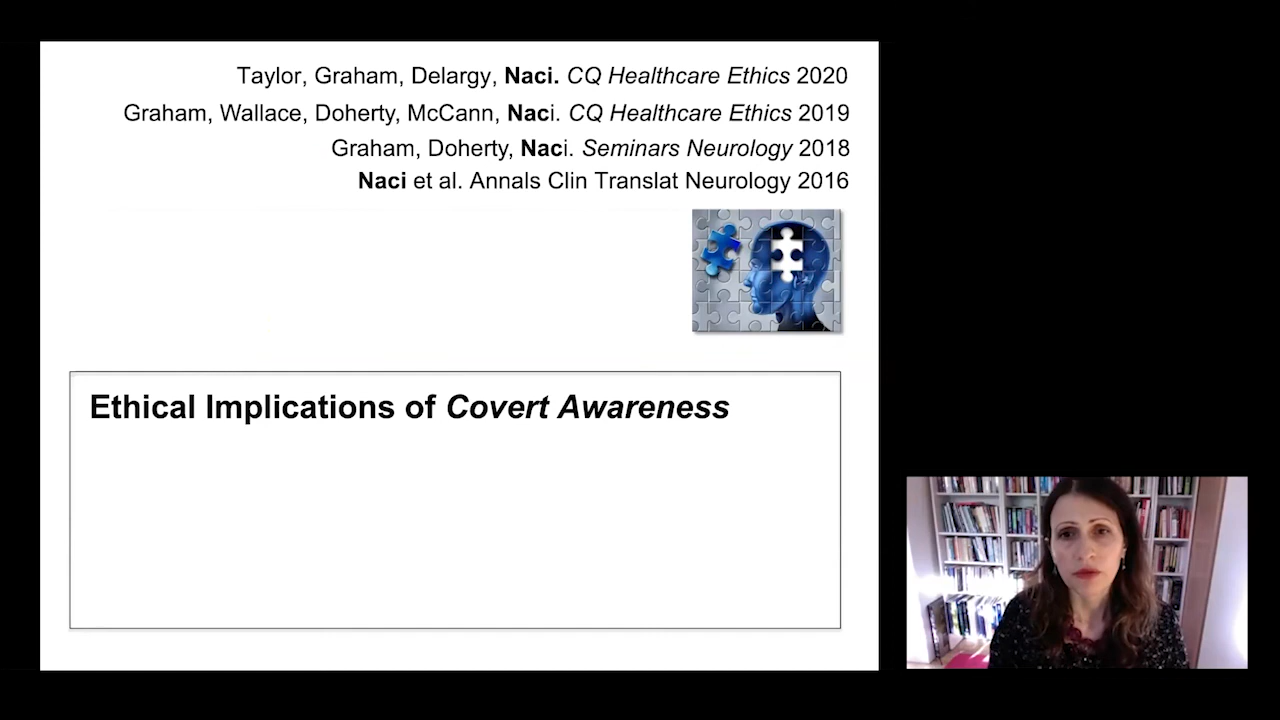 Taylor, Graham, Delargy, Naci. CQ Healthcare Ethics 2020
Graham, Wallace, Doherty, McCann, Naci. CQ Healthcare Ethics 2019
Graham, Doherty, Naci. Seminars Neurology 2018
Naci et al. Annals Clin Translat Neurology 2016
Ethical Implications of Covert Awareness